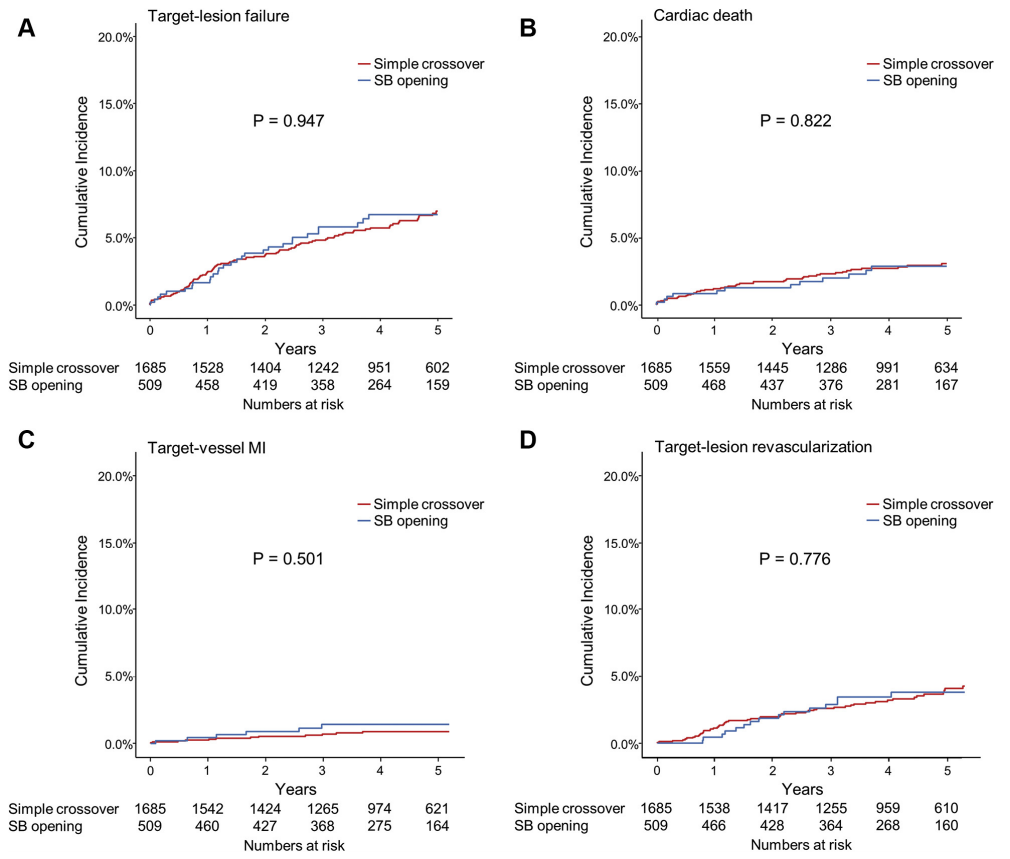 A
Target-lesion failure
20.0%
15.0%
10.0%
5.0%
0.0%
Cumulative Incidence
Simple crossover
SB opening
P = 0.947
0 1 2 3 4 5
Years
Simple crossover 1685 1528 1404 1242 951 602
SB opening 509 458 419 358 264 159
Numbers at risk
B
Cardiac death
20.0%
15.0%
10.0%
5.0%
0.0%
Cumulative Incidence
Simple crossover
SB opening
P = 0.822
0 1 2 3 4 5
Years
Simple crossover 1685 1559 1445 1286 991 634
SB opening 509 468 437 376 281 167
Numbers at risk
C
Target-vessel MI
20.0%
15.0%
10.0%
5.0%
0.0%
Cumulative Incidence
Simple crossover
SB opening
P = 0.501
0 1 2 3 4 5
Years
Simple crossover 1685 1542 1424 1265 974 621
SB opening 509 460 427 368 275 164
Numbers at risk
D
Target-lesion revascularization
20.0%
15.0%
10.0%
5.0%
0.0%
Cumulative Incidence
Simple crossover
SB opening
P = 0.776
0 1 2 3 4 5
Years
Simple crossover 1685 1538 1417 1255 959 610
SB opening 509 466 428 364 268 160
Numbers at risk